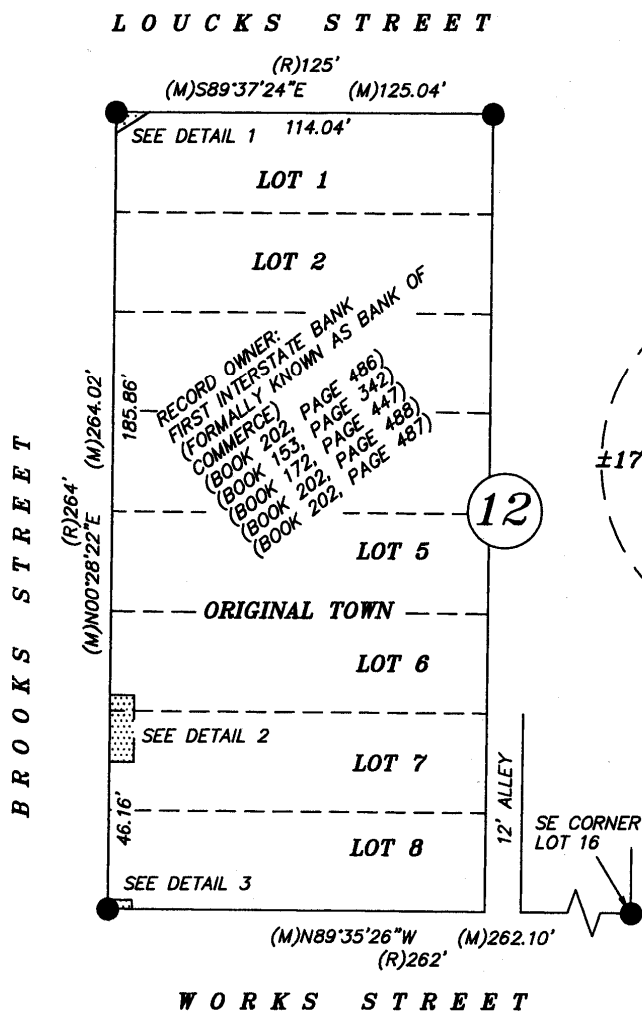 LOUCKS STREET
(R)125'
(M)S89°37'24"E (M)125.04'
SEE DETAIL 1
114.04'
LOT 1
LOT 2
RECORD OWNER:
FIRST INTERSTATE BANK
(FORMALLY KNOWN AS BANK OF
COMMERCE)
(BOOK 202, PAGE 486)
(BOOK 153, PAGE 342)
(BOOK 172, PAGE 447)
(BOOK 202, PAGE 488)
(BOOK 202, PAGE 487)
185.86'
(M)264.02'
(R)264'
(M)N00°28'22"E
BROOKS STREET
12
±17
LOT 5
ORIGINAL TOWN
LOT 6
SEE DETAIL 2
LOT 7
46.16'
12' ALLEY
LOT 8
SE CORNER
LOT 16
SEE DETAIL 3
(M)N89°35'26"W (M)262.10'
(R)262'
WORKS STREET